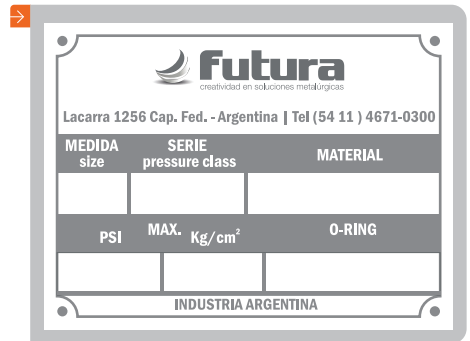 futura
creatividad en soluciones metalúrgicas
Lacarra 1256 Cap. Fed. - Argentina | Tel (54 11 ) 4671-0300
MEDIDA SERIE MATERIAL
size pressure class
PSI MAX. Kg/cm² O-RING
INDUSTRIA ARGENTINA